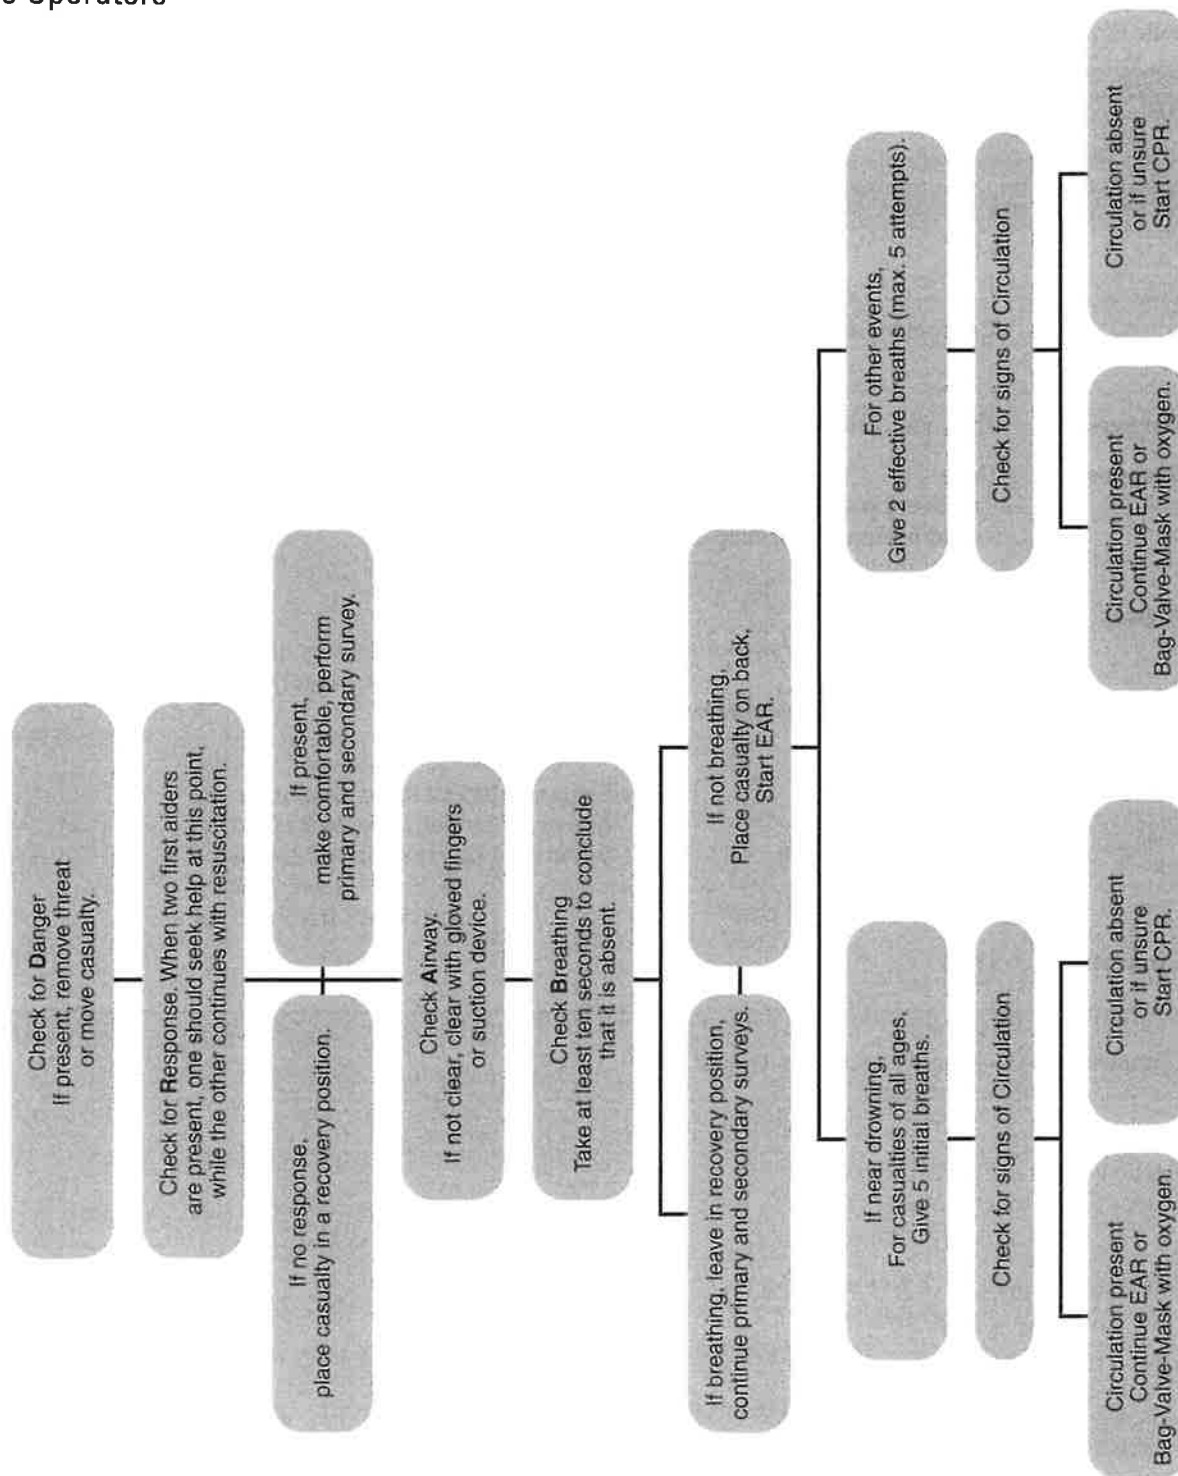 Check for Danger
If present, remove threat
or move casualty.
Check for Response. When two first aiders
are present, one should seek help at this point,
while the other continues with resuscitation.
If no response.
place casualty in a recovery position.
If present,
make comfortable, perform
primary and secondary survey.
Check Airway.
If not clear, clear with gloved fingers
or suction device.
Check Breathing
Take at least ten seconds to conclude
that it is absent.
If breathing, leave in recovery position,
continue primary and secondary surveys.
If not breathing,
Place casualty on back,
Start EAR.
If near drowning,
For casualties of all ages,
Give 5 initial breaths.
Check for signs of Circulation
Circulation present
Continue EAR or
Bag-Valve-Mask with oxygen.
Circulation absent
or if unsure
Start CPR.
For other events,
Give 2 effective breaths (max. 5 attempts).
Check for signs of Circulation
Circulation present
Continue EAR or
Bag-Valve-Mask with oxygen.
Circulation absent
or if unsure
Start CPR.